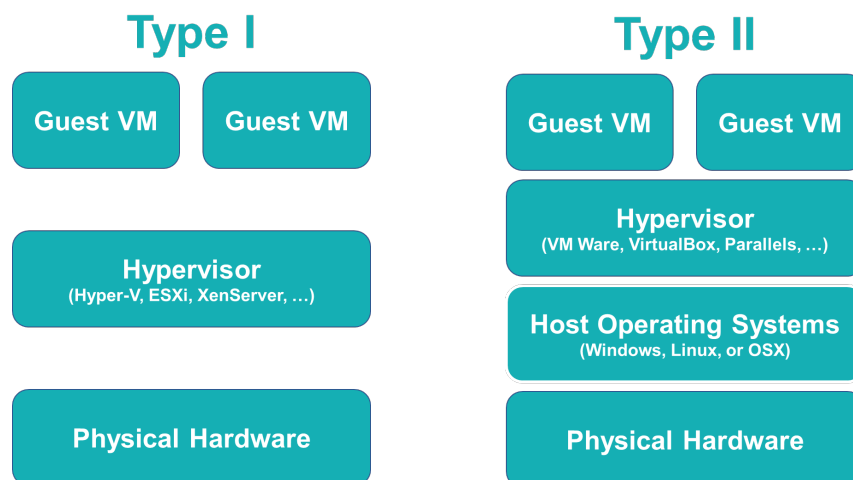 Type I
Guest VM
Guest VM
Hypervisor
(Hyper-V, ESXi, XenServer, …)
Physical Hardware
Type II
Guest VM
Guest VM
Hypervisor
(VM Ware, VirtualBox, Parallels, …)
Host Operating Systems
(Windows, Linux, or OSX)
Physical Hardware